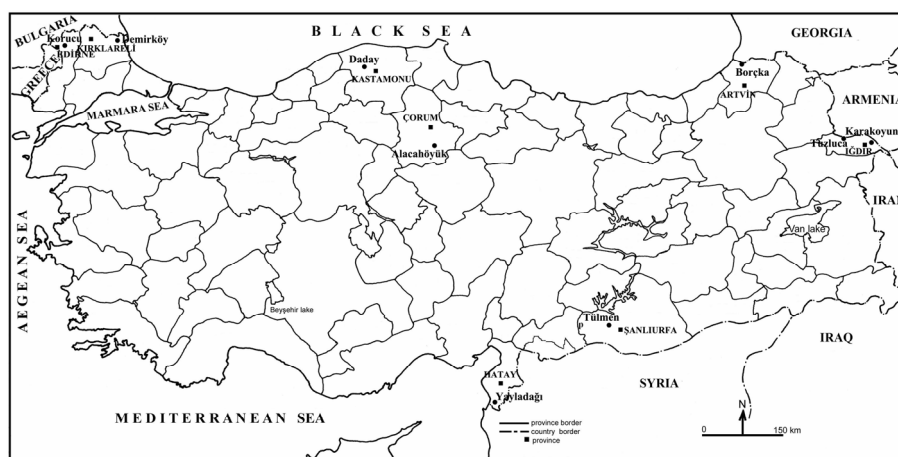 BULGARIA
BLACK SEA
GEORGIA
Korucu
EDİRNE
KIRKLARELİ
Demirköy
GREECE
MARMARA SEA
Daday
KASTAMONU
Borçka
ARTVİN
ARMENIA
ÇORUM
Alacahöyük
Karakoyun
Tuzluca
IĞDIR
IRAN
Van lake
AEGEAN SEA
Beyşehir lake
Tülmen
p
ŞANLIURFA
IRAQ
HATAY
Yayladağı
SYRIA
MEDITERRANEAN SEA
province border
country border
province
N
0 150 km